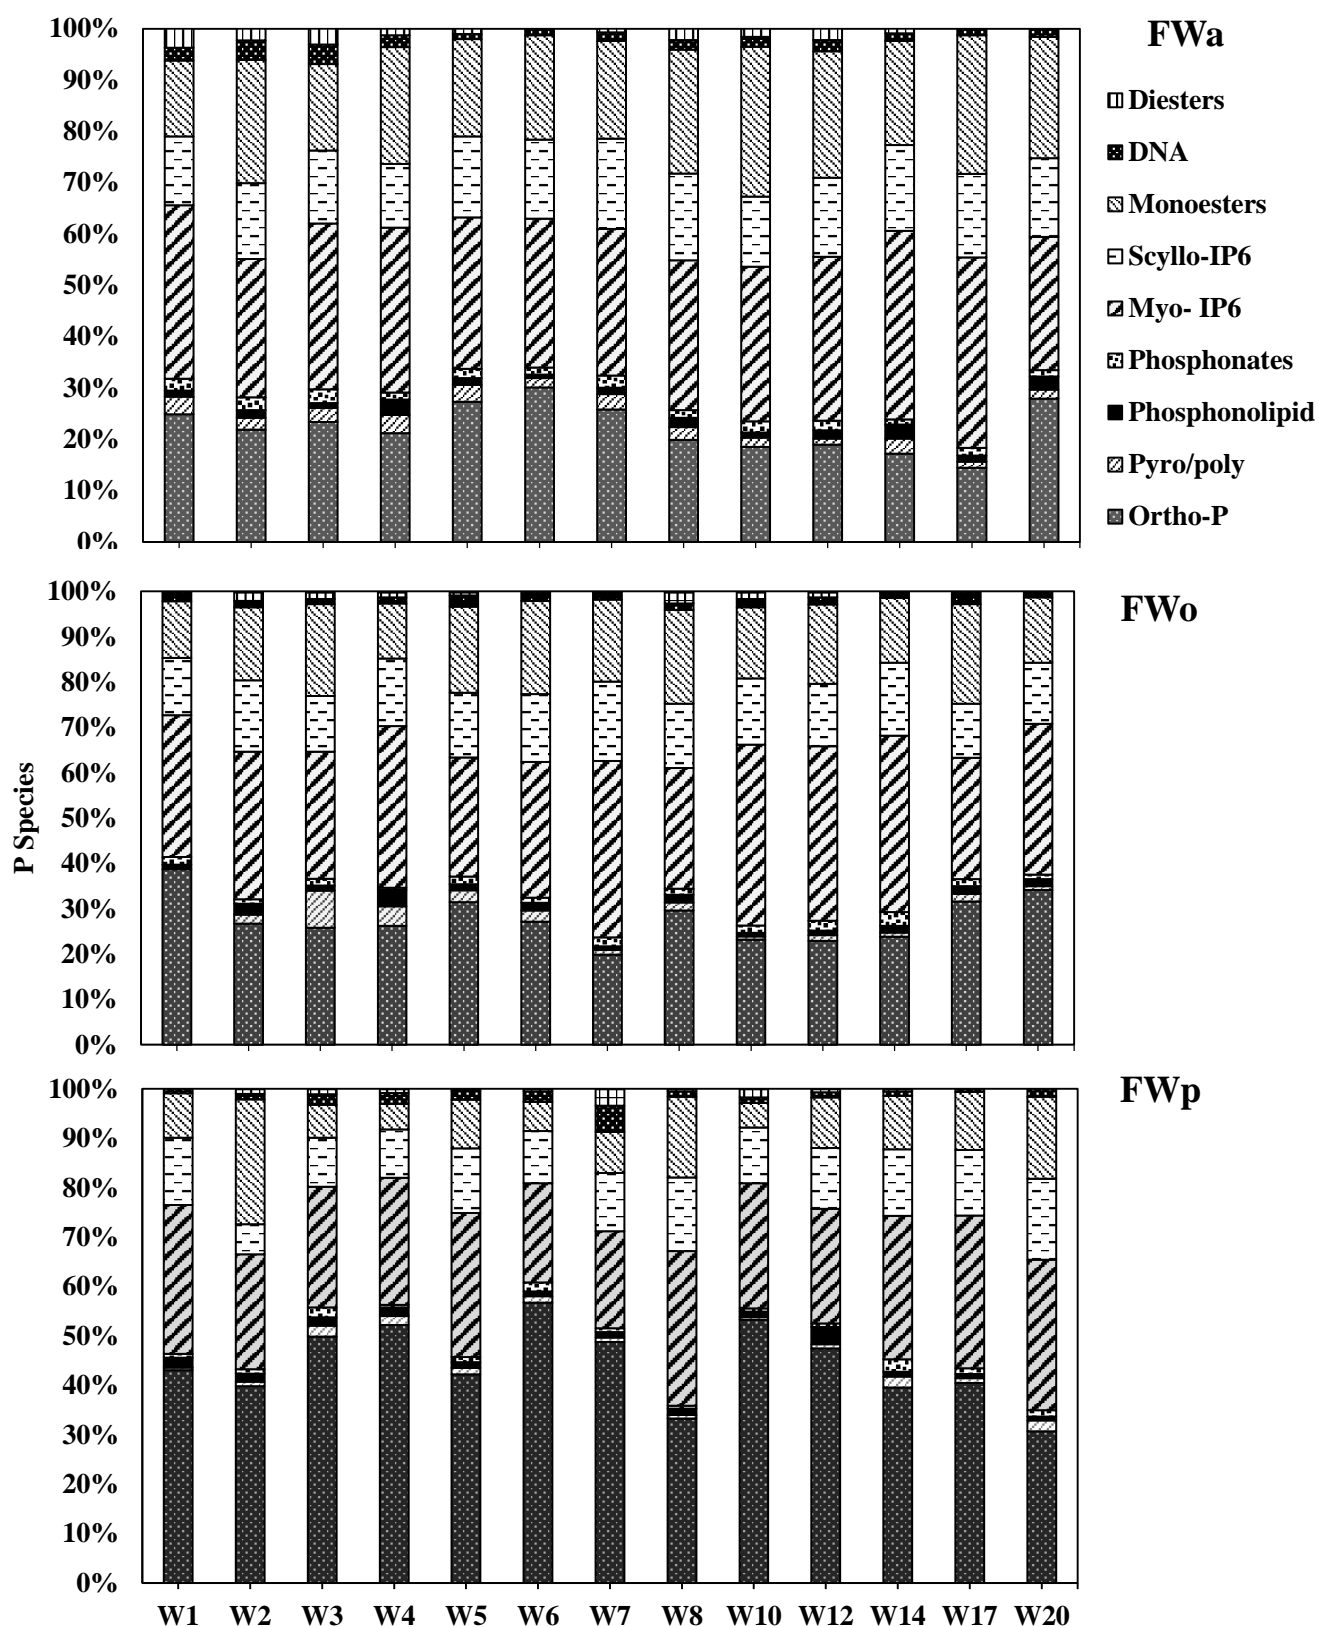 FWa
100%
90%
80%
70%
60%
50%
40%
30%
20%
10%
0%
Diesters
DNA
Monoesters
Scyllo-IP6
Myo- IP6
Phosphonates
Phosphonolipid
Pyro/poly
Ortho-P
FWo
100%
90%
80%
70%
60%
50%
40%
30%
20%
10%
0%
P Species
FWp
100%
90%
80%
70%
60%
50%
40%
30%
20%
10%
0%
W1 W2 W3 W4 W5 W6 W7 W8 W10 W12 W14 W17 W20